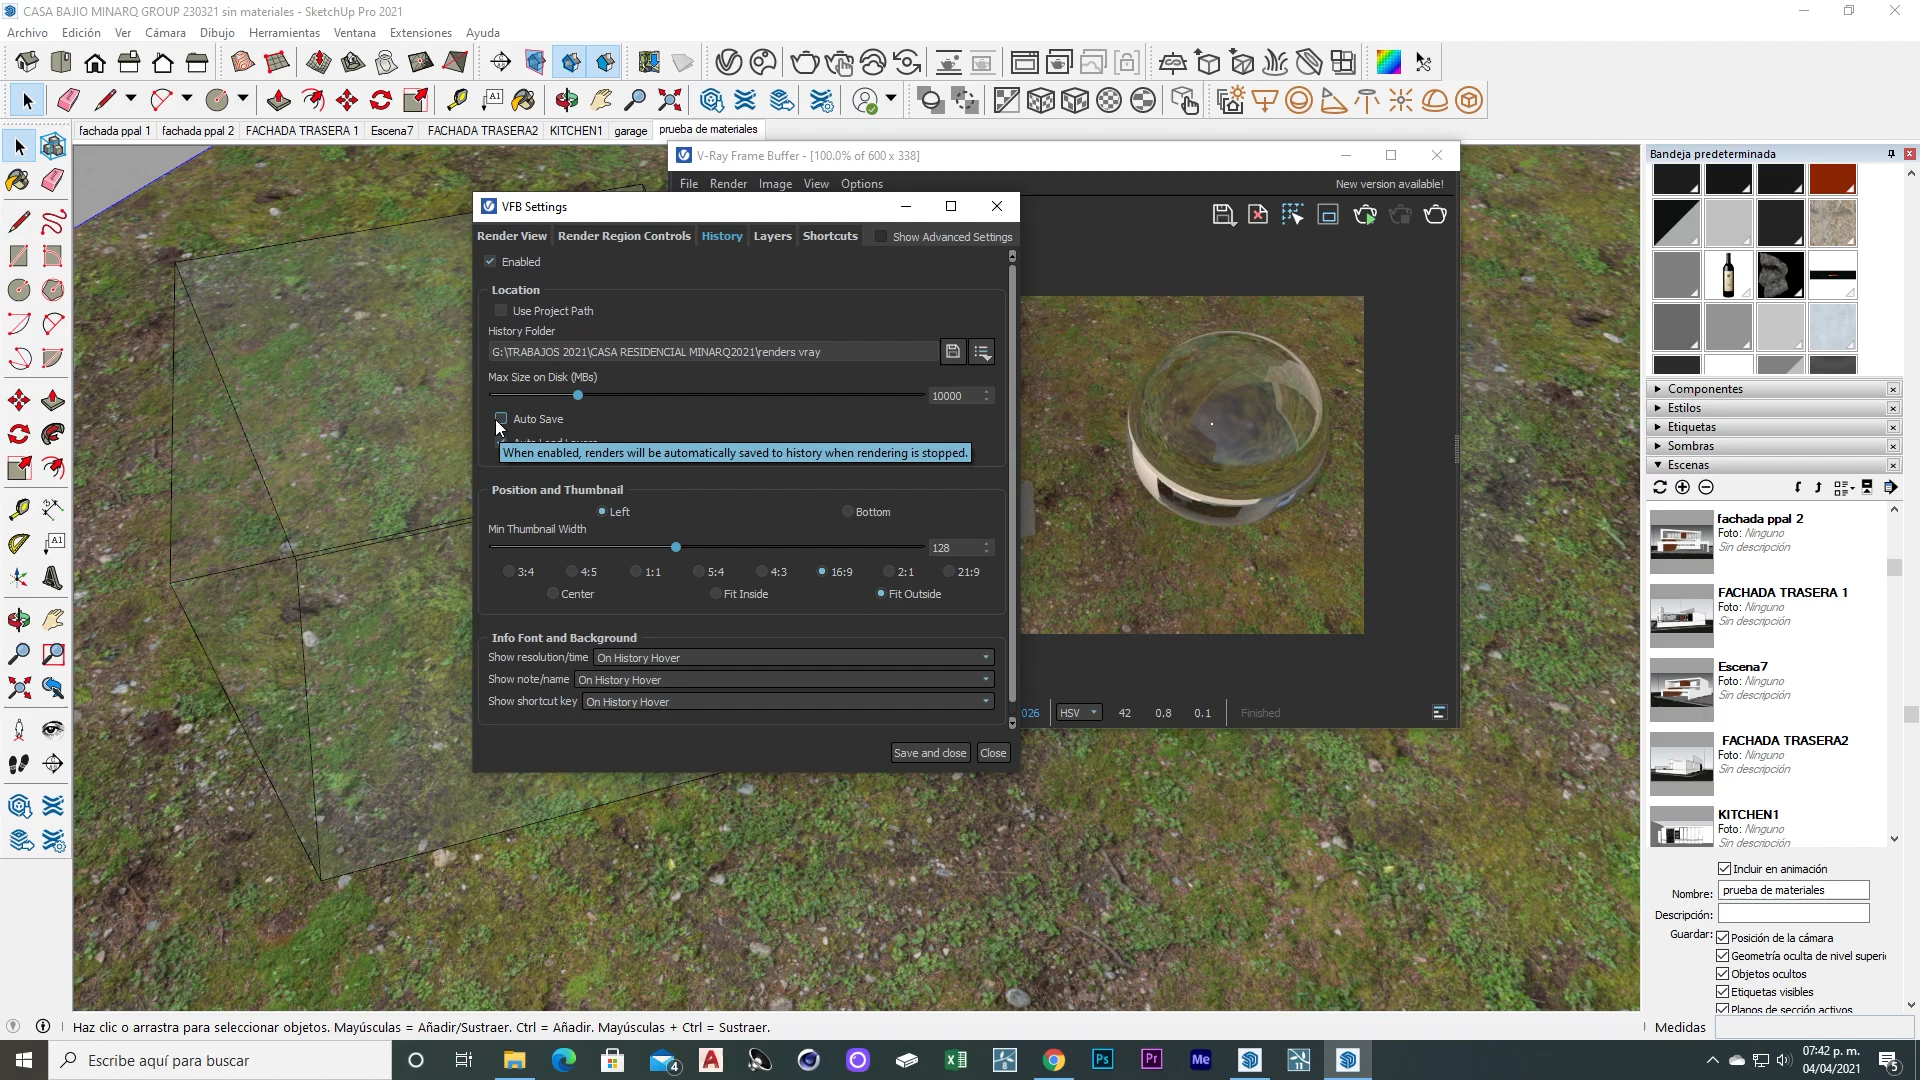 CASA BAJIO MINARQ GROUP 230321 sin materiales - SketchUp Pro 2021
Archivo Edición Ver Cámara Dibujo Herramientas Ventana Extensiones Ayuda
fachada ppal 1 fachada ppal 2 FACHADA TRASERA 1 Escena7 FACHADA TRASERA2 KITCHEN1 garage prueba de materiales
V-Ray Frame Buffer - [100.0% of 600 x 338]
File Render Image View Options New version available!
VFB Settings
Render View Render Region Controls History Layers Shortcuts Show Advanced Settings
Enabled
Location
Use Project Path
History Folder
G:\TRABAJOS 2021\CASA RESIDENCIAL MINARQ2021\renders vray
Max Size on Disk (MBs)
10000
Auto Save
When enabled, renders will be automatically saved to history when rendering is stopped.
Position and Thumbnail
Left Bottom
Min Thumbnail Width
128
3:4 4:5 1:1 5:4 4:3 16:9 2:1 21:9
Center Fit Inside Fit Outside
Info Font and Background
Show resolution/time On History Hover
Show note/name On History Hover
Show shortcut key On History Hover
Save and close Close
026 HSV 42 0.8 0.1 Finished
Bandeja predeterminada
Componentes
Estilos
Etiquetas
Sombras
Escenas
fachada ppal 2
Foto: Ninguno
Sin descripción
FACHADA TRASERA 1
Foto: Ninguno
Sin descripción
Escena7
Foto: Ninguno
Sin descripción
FACHADA TRASERA2
Foto: Ninguno
Sin descripción
KITCHEN1
Foto: Ninguno
Sin descripción
Incluir en animación
Nombre: prueba de materiales
Descripción:
Guardar: Posición de la cámara
Geometría oculta de nivel superi
Objetos ocultos
Etiquetas visibles
Planos de sección activos
Haz clic o arrastra para seleccionar objetos. Mayúsculas = Añadir/Sustraer. Ctrl = Añadir. Mayúsculas + Ctrl = Sustraer.
Medidas
Escribe aquí para buscar
07:42 p. m.
04/04/2021